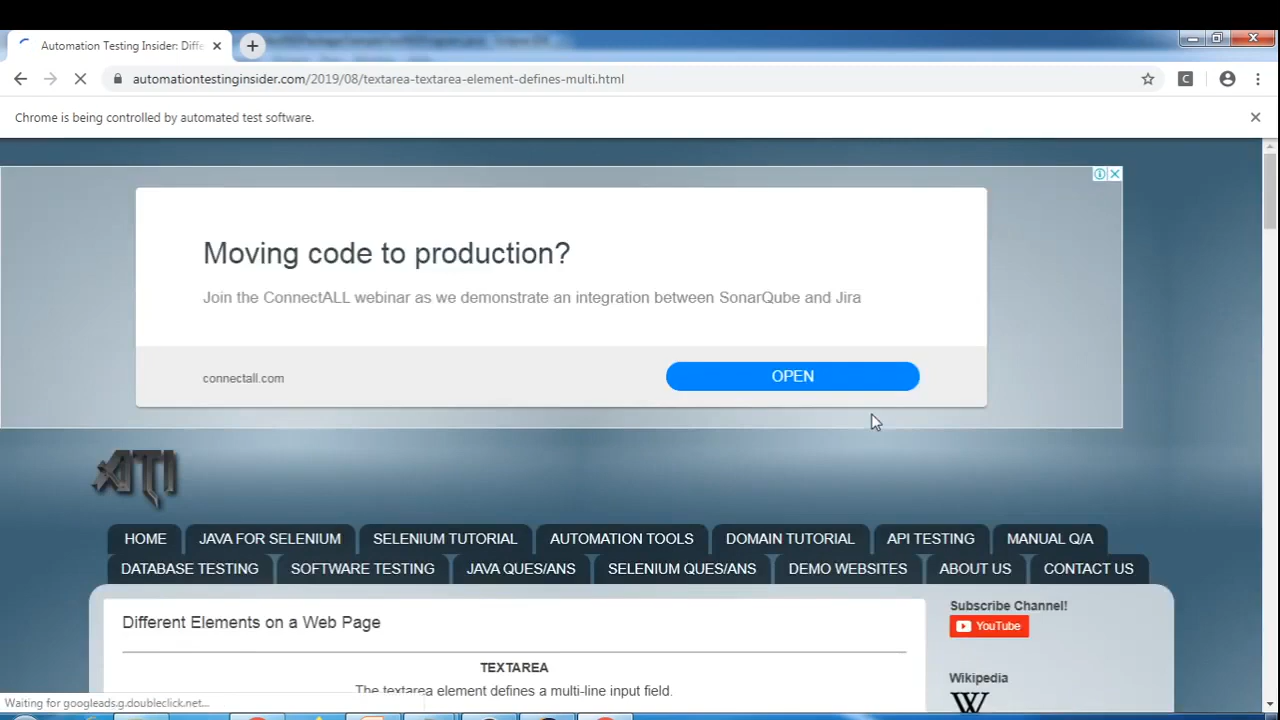 Automation Testing Insider: Diffe
automationtestinginsider.com/2019/08/textarea-textarea-element-defines-multi.html
C
Chrome is being controlled by automated test software.
Moving code to production?
Join the ConnectALL webinar as we demonstrate an integration between SonarQube and Jira
connectall.com
OPEN
ATI
HOME JAVA FOR SELENIUM SELENIUM TUTORIAL AUTOMATION TOOLS DOMAIN TUTORIAL API TESTING MANUAL Q/A
DATABASE TESTING SOFTWARE TESTING JAVA QUES/ANS SELENIUM QUES/ANS DEMO WEBSITES ABOUT US CONTACT US
Different Elements on a Web Page
TEXTAREA
The textarea element defines a multi-line input field.
Subscribe Channel!
YouTube
Wikipedia
W
Waiting for googleads.g.doubleclick.net...